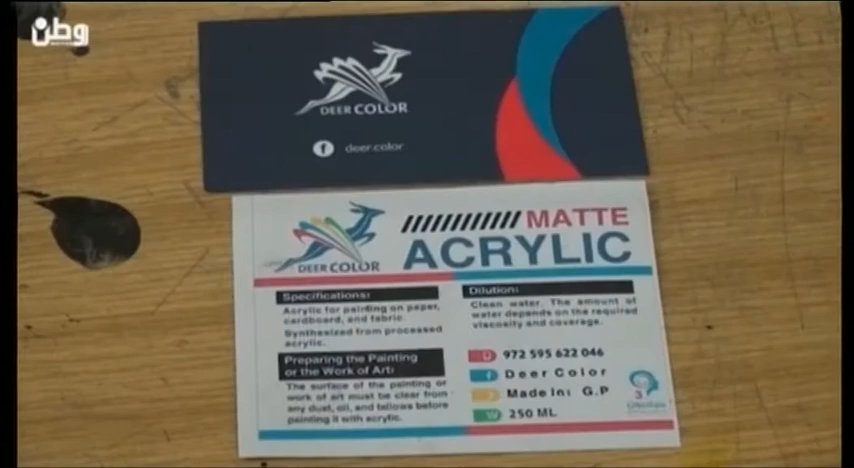 وطن
DEER COLOR
deer.color
DEER COLOR
MATTE
ACRYLIC
Specifications:
Acrylic for painting on paper,
cardboard, and fabric.
Synthesized from processed
acrylic.
Preparing the Painting
or the Work of Art:
The surface of the painting or
work of art must be clear from
any dust, oil, and tallows before
painting it with acrylic.
Dilution:
Clean water. The amount of
water depends on the required
viscosity and coverage.
972 595 622 046
Deer Color
Made in: G.P
250 ML
3